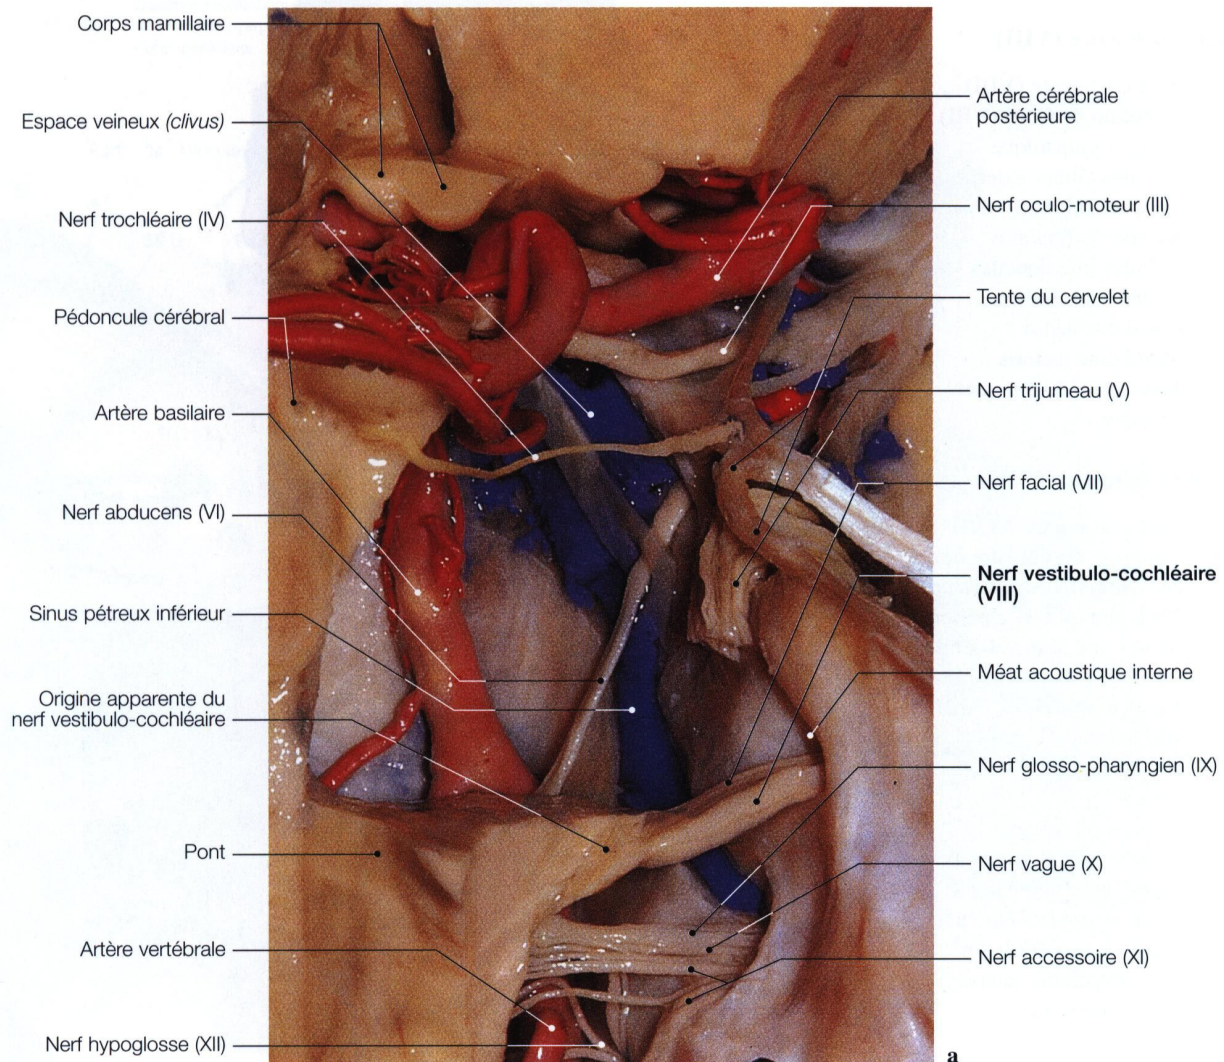 Corps mamillaire
Espace veineux (clivus)
Nerf trochléaire (IV)
Pédoncule cérébral
Artère basilaire
Nerf abducens (VI)
Sinus pétreux inférieur
Origine apparente du
nerf vestibulo-cochléaire
Pont
Artère vertébrale
Nerf hypoglosse (XII)
Artère cérébrale
postérieure
Nerf oculo-moteur (III)
Tente du cervelet
Nerf trijumeau (V)
Nerf facial (VII)
Nerf vestibulo-cochléaire
(VIII)
Méat acoustique interne
Nerf glosso-pharyngien (IX)
Nerf vague (X)
Nerf accessoire (XI)
a